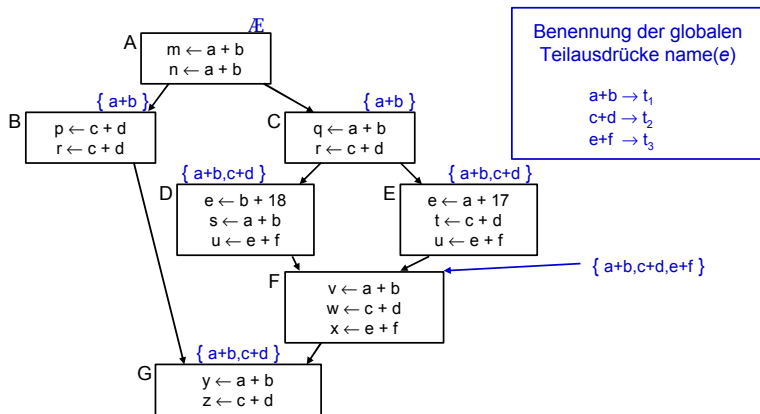 Æ
A
m ← a + b
n ← a + b
Benennung der globalen
Teilausdrücke name(e)
a+b → t₁
c+d → t₂
e+f → t₃
{ a+b }
B
p ← c + d
r ← c + d
{ a+b }
C
q ← a + b
r ← c + d
{ a+b,c+d }
D
e ← b + 18
s ← a + b
u ← e + f
{ a+b,c+d }
E
e ← a + 17
t ← c + d
u ← e + f
{ a+b,c+d,e+f }
F
v ← a + b
w ← c + d
x ← e + f
{ a+b,c+d }
G
y ← a + b
z ← c + d